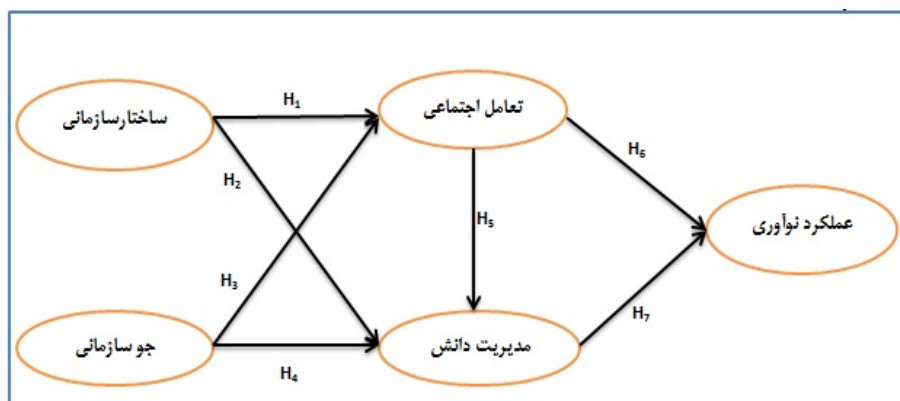 ساختارسازمانی
H1
تعامل اجتماعی
H2
H6
H5
عملکرد نوآوری
H3
جو سازمانی
H4
مدیریت دانش
H7